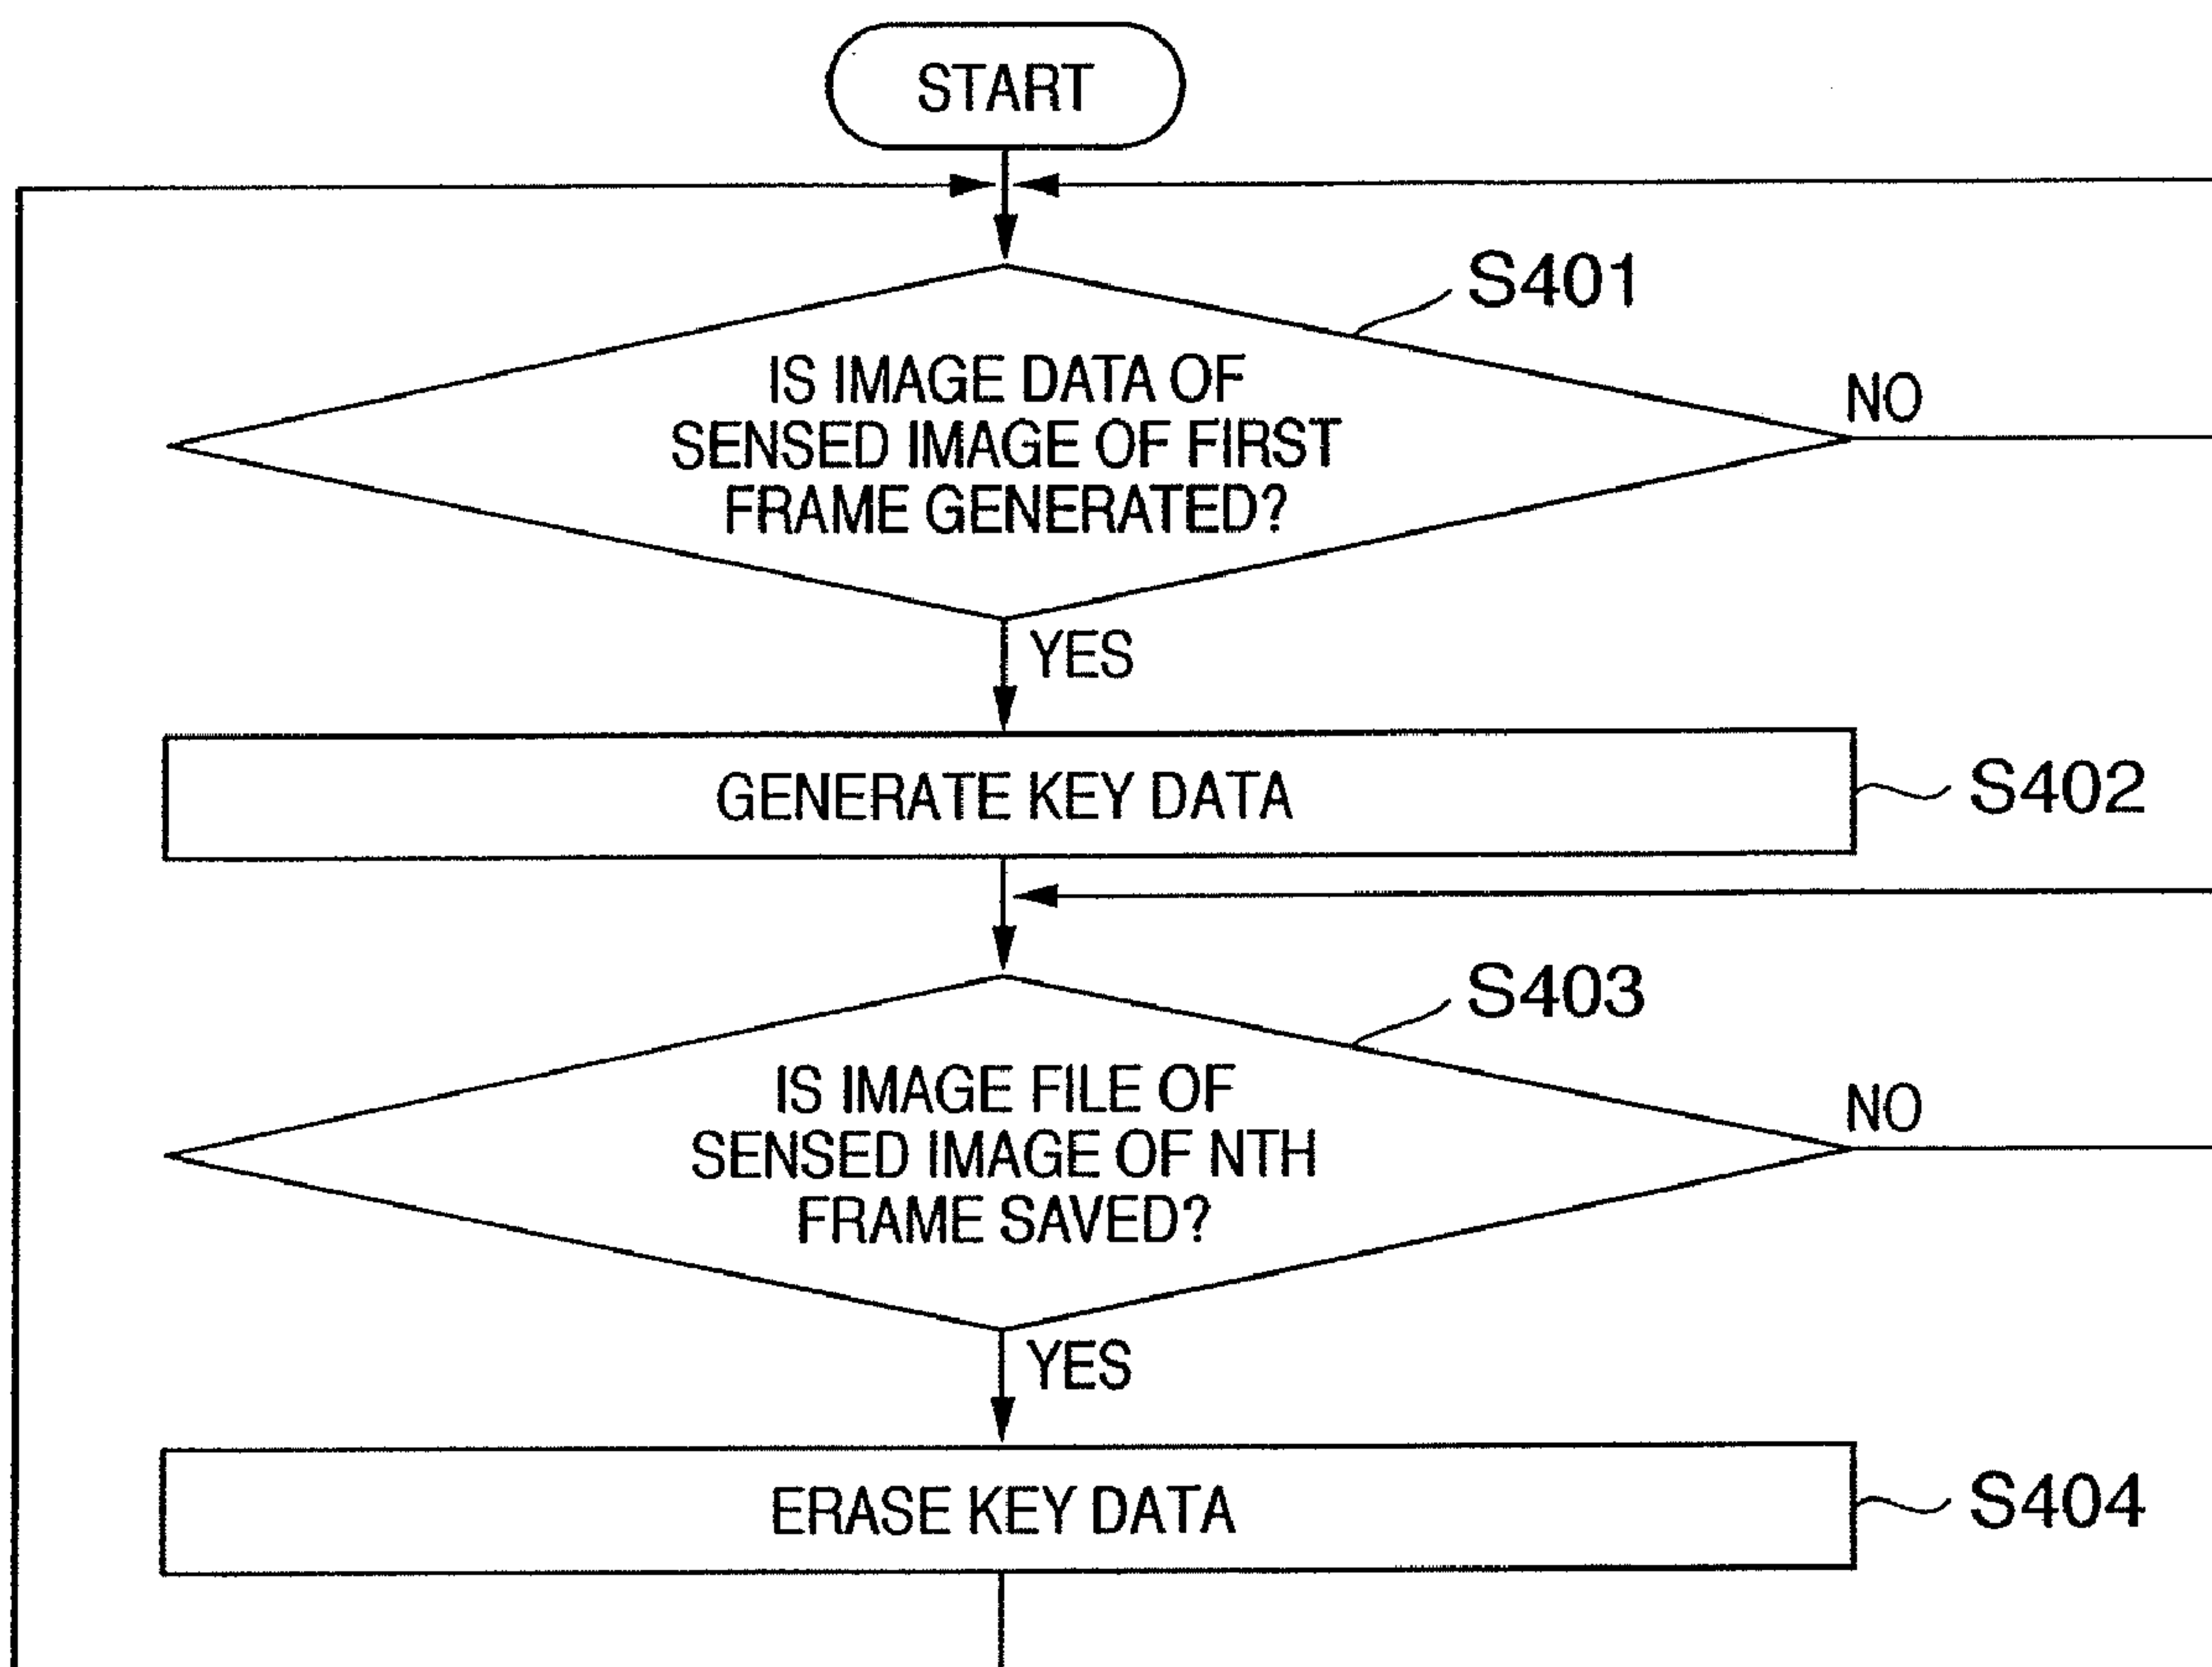 START
S401
IS IMAGE DATA OF
SENSED IMAGE OF FIRST
FRAME GENERATED?
NO
YES
GENERATE KEY DATA
S402
S403
IS IMAGE FILE OF
SENSED IMAGE OF NTH
FRAME SAVED?
NO
YES
ERASE KEY DATA
S404